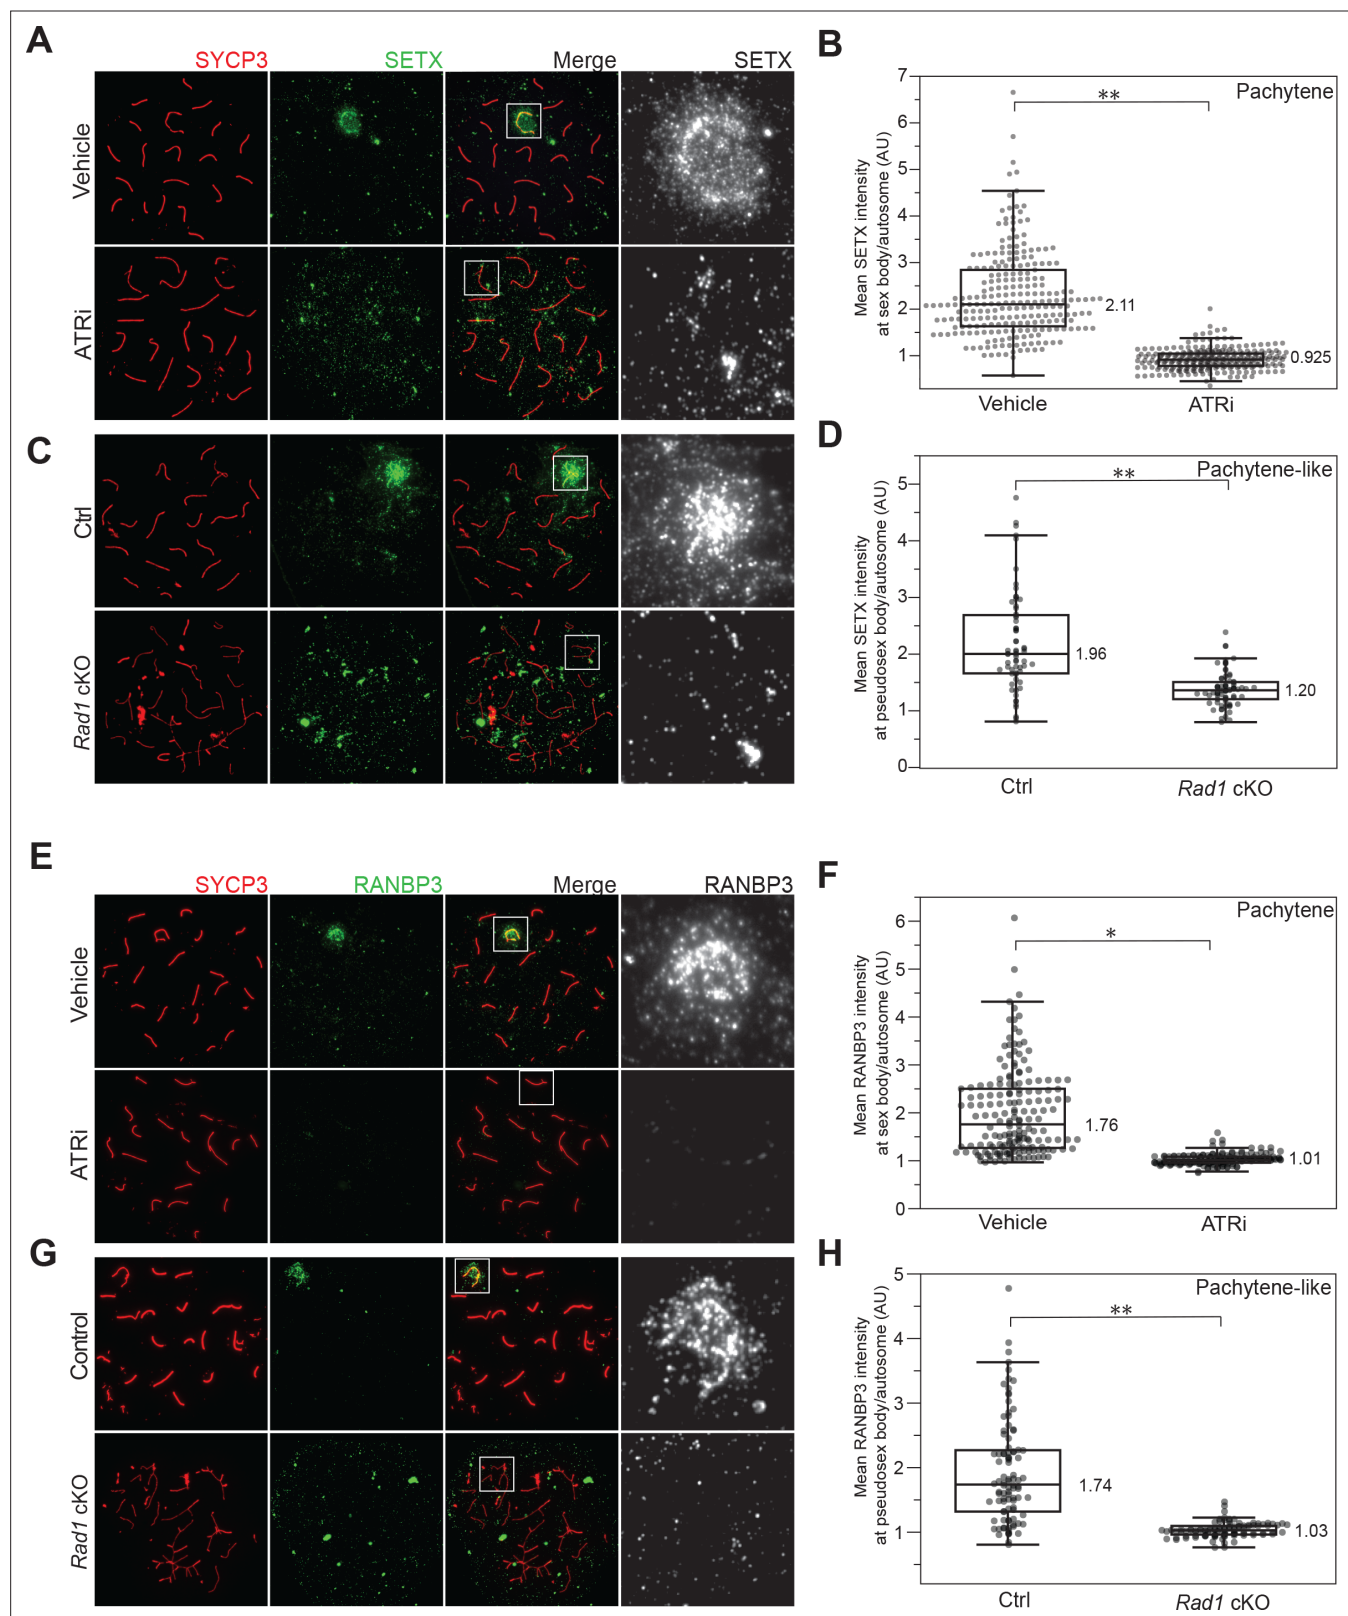 A
SYCP3 SETX Merge SETX
Vehicle
ATRi
B
Pachytene
**
Mean SETX intensity
at sex body/autosome (AU)
7
6
5
4
3
2
1
2.11
0.925
Vehicle ATRi
C
Ctrl
Rad1 cKO
D
Pachytene-like
**
Mean SETX intensity
at pseudosex body/autosome (AU)
5
4
3
2
1
0
1.96
1.20
Ctrl Rad1 cKO
E
SYCP3 RANBP3 Merge RANBP3
Vehicle
ATRi
F
Pachytene
*
Mean RANBP3 intensity
at sex body/autosome (AU)
6
5
4
3
2
1
0
1.76
1.01
Vehicle ATRi
G
Control
Rad1 cKO
H
Pachytene-like
**
Mean RANBP3 intensity
at pseudosex body/autosome (AU)
5
4
3
2
1
1.74
1.03
Ctrl Rad1 cKO